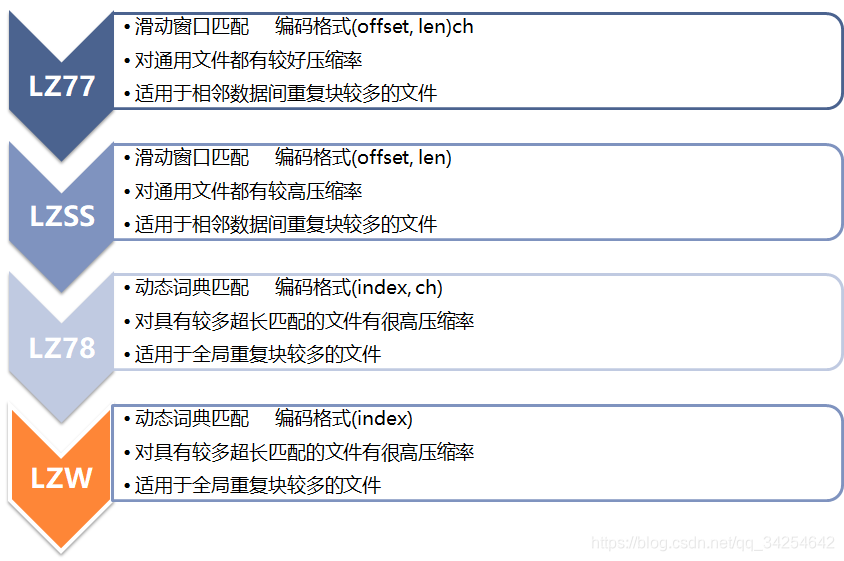 LZ77
• 滑动窗口匹配 编码格式(offset, len)ch
• 对通用文件都有较好压缩率
• 适用于相邻数据间重复块较多的文件
LZSS
• 滑动窗口匹配 编码格式(offset, len)
• 对通用文件都有较高压缩率
• 适用于相邻数据间重复块较多的文件
LZ78
• 动态词典匹配 编码格式(index, ch)
• 对具有较多超长匹配的文件有很高压缩率
• 适用于全局重复块较多的文件
LZW
• 动态词典匹配 编码格式(index)
• 对具有较多超长匹配的文件有很高压缩率
• 适用于全局重复块较多的文件
https://blog.csdn.net/qq_34254642